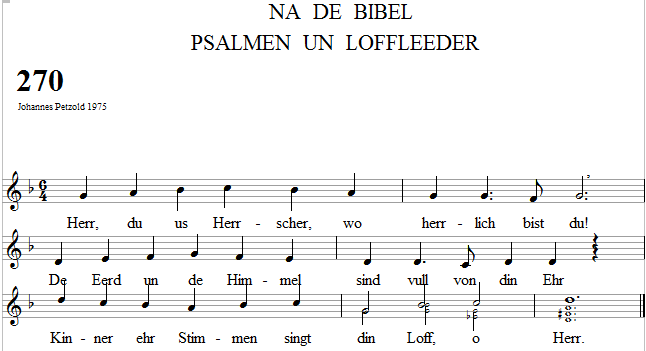 NA DE BIBEL
PSALMEN UN LOFFLEEDER
270
Johannes Petzold 1975
6
4
Herr, du us Herr - scher, wo herr - lich bist du!
De Eerd un de Him - mel sind vull von din Ehr
Kin - ner ehr Stim - men singt din Loff, o Herr.